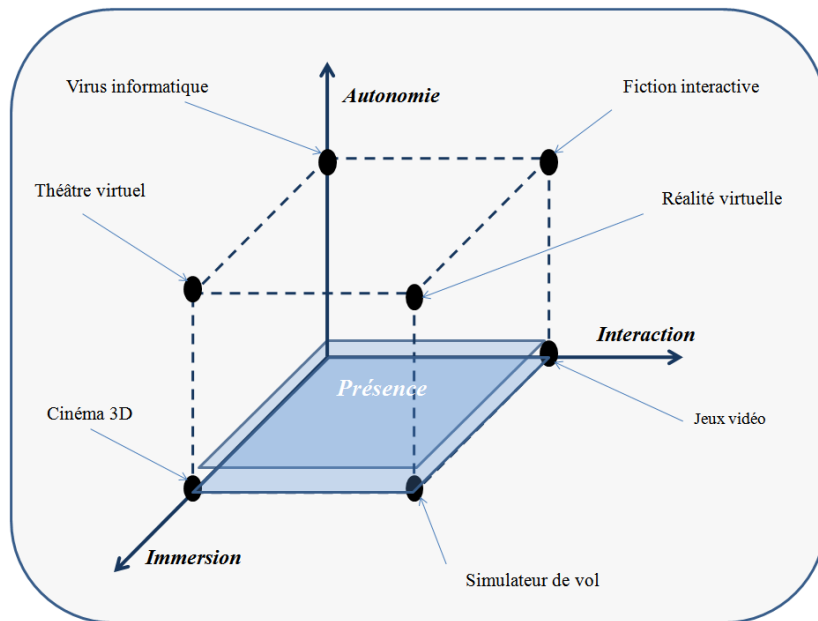 Virus informatique
Fiction interactive
Autonomie
Théâtre virtuel
Réalité virtuelle
Interaction
Présence
Cinéma 3D
Jeux vidéo
Immersion
Simulateur de vol